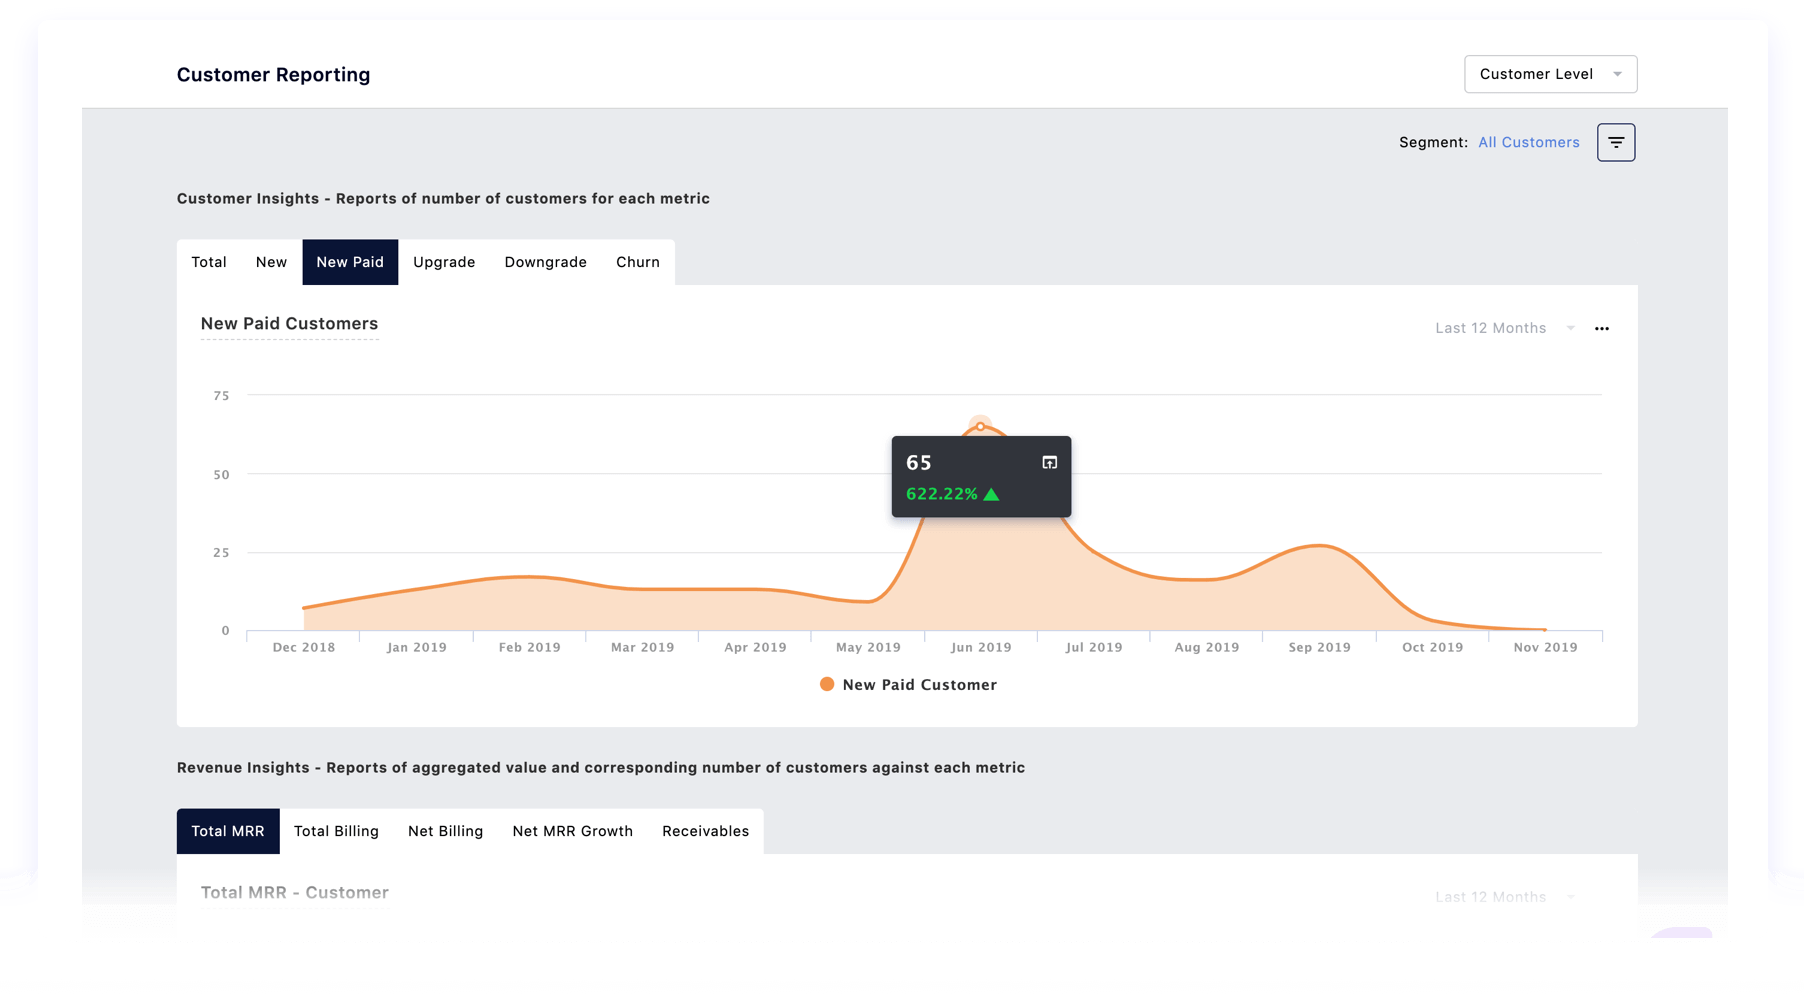 Customer Reporting
Customer Level
Segment: All Customers
Customer Insights - Reports of number of customers for each metric
Total New New Paid Upgrade Downgrade Churn
New Paid Customers
Last 12 Months
75
65
50
622.22%
25
0
Dec 2018 Jan 2019 Feb 2019 Mar 2019 Apr 2019 May 2019 Jun 2019 Jul 2019 Aug 2019 Sep 2019 Oct 2019 Nov 2019
New Paid Customer
Revenue Insights - Reports of aggregated value and corresponding number of customers against each metric
Total MRR Total Billing Net Billing Net MRR Growth Receivables
Total MRR - Customer
Last 12 Months